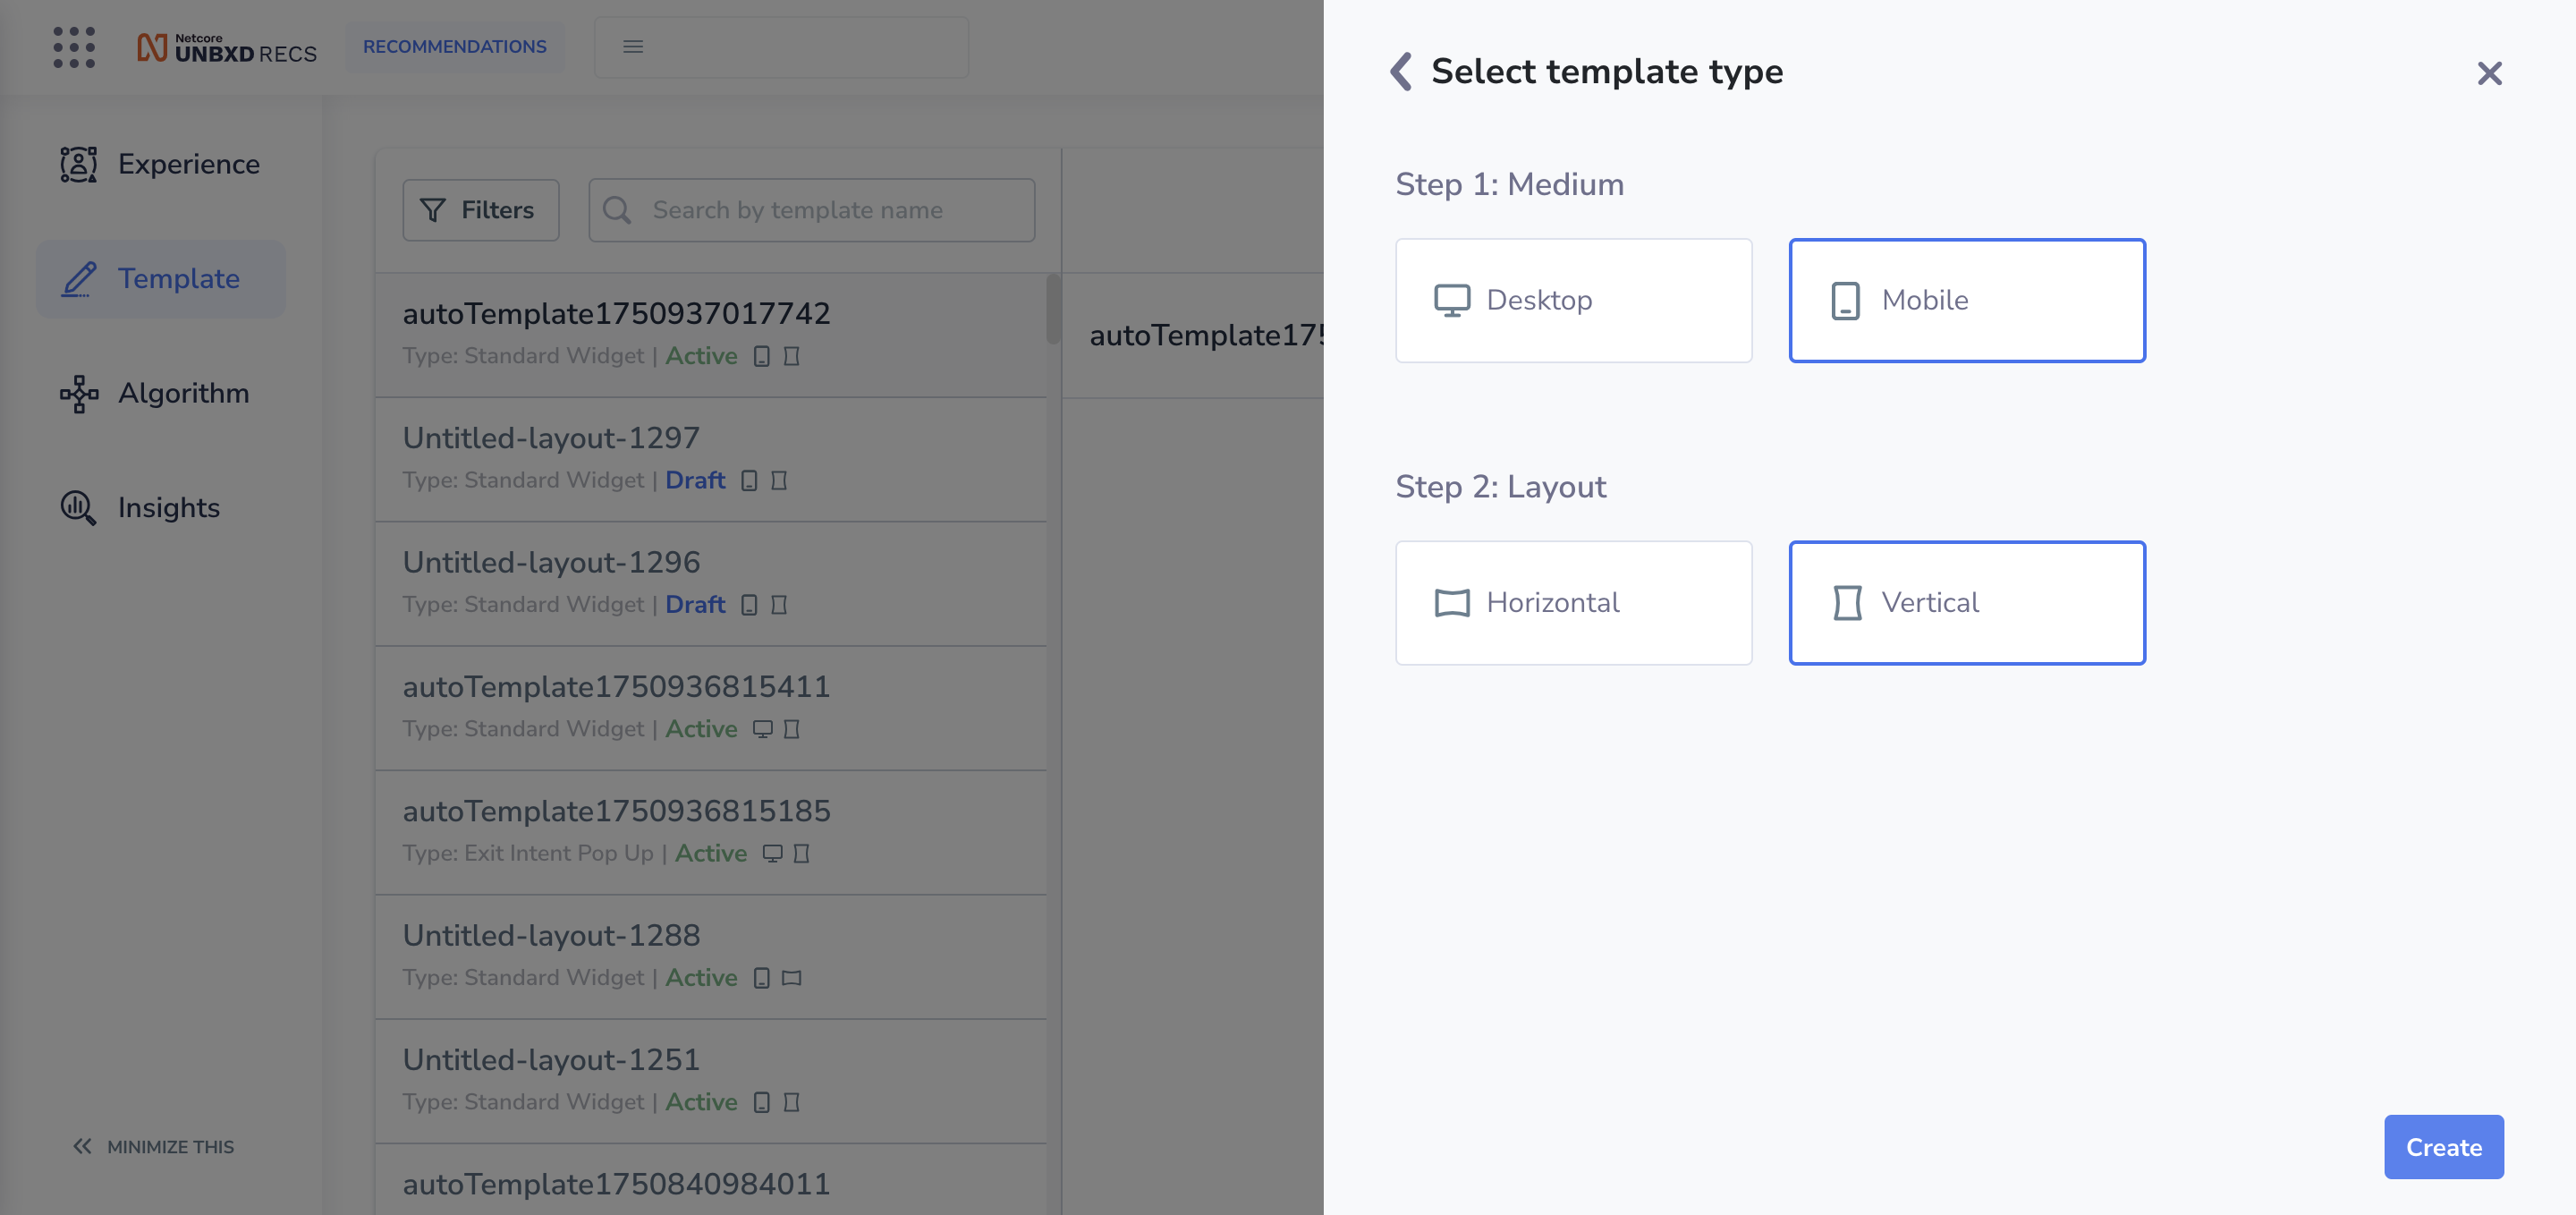 Netcore
UNBXD RECS
RECOMMENDATIONS
Experience
Template
Algorithm
Insights
MINIMIZE THIS
Filters
Search by template name
autoTemplate1750937017742
Type: Standard Widget | Active
Untitled-layout-1297
Type: Standard Widget | Draft
Untitled-layout-1296
Type: Standard Widget | Draft
autoTemplate1750936815411
Type: Standard Widget | Active
autoTemplate1750936815185
Type: Exit Intent Pop Up | Active
Untitled-layout-1288
Type: Standard Widget | Active
Untitled-layout-1251
Type: Standard Widget | Active
autoTemplate1750840984011
autoTemplate175
Select template type
Step 1: Medium
Desktop
Mobile
Step 2: Layout
Horizontal
Vertical
Create